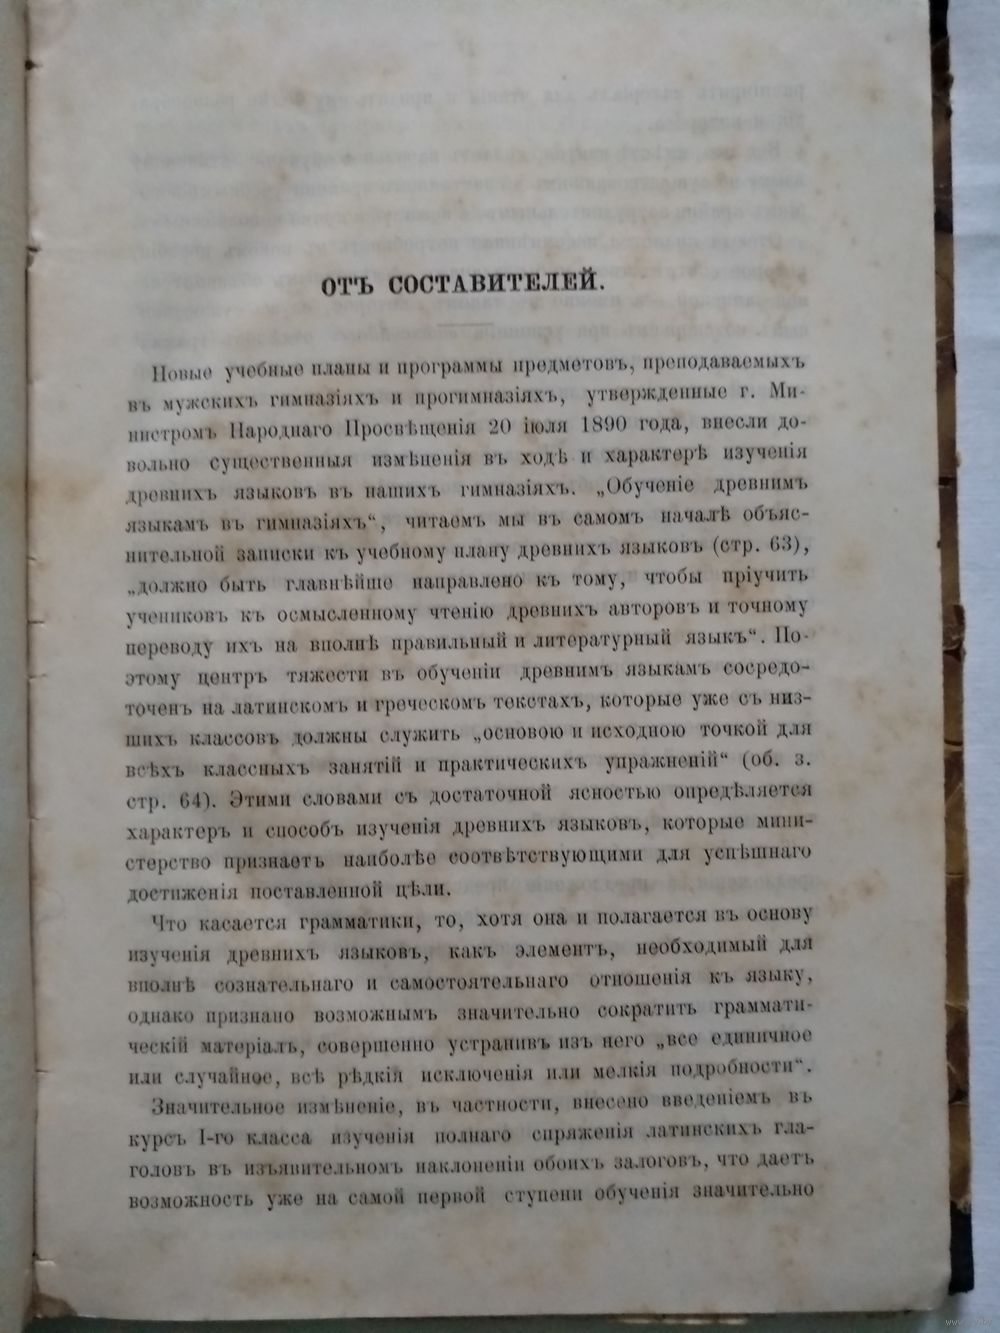 ОТЪ СОСТАВИТЕЛЕЙ.
Новые учебные планы и программы предметовъ, преподаваемыхъ
въ мужскихъ гимназіяхъ и прогимназіяхъ, утвержденные г. Ми-
нистромъ Народнаго Просвѣщенія 20 іюля 1890 года, внесли до-
вольно существенныя измѣненія въ ходѣ и характерѣ изученія
древнихъ языковъ въ нашихъ гимназіяхъ. „Обученіе древнимъ
языкамъ въ гимназіяхъ“, читаемъ мы въ самомъ началѣ объяс-
нительной записки къ учебному плану древнихъ языковъ (стр. 63),
„должно быть главнѣйше направлено къ тому, чтобы пріучить
учениковъ къ осмысленному чтенію древнихъ авторовъ и точному
переводу ихъ на вполнѣ правильный и литературный языкъ“. По-
этому центръ тяжести въ обученіи древнимъ языкамъ сосредо-
точенъ на латинскомъ и греческомъ текстахъ, которые уже съ низ-
шихъ классовъ должны служить „основою и исходною точкой для
всѣхъ классныхъ занятій и практическихъ упражненій“ (об. з.
стр. 64). Этими словами съ достаточной ясностью опредѣляется
характеръ и способъ изученія древнихъ языковъ, которые мини-
стерство признаетъ наиболѣе соотвѣтствующими для успѣшнаго
достиженія поставленной цѣли.
Что касается грамматики, то, хотя она и полагается въ основу
изученія древнихъ языковъ, какъ элементъ, необходимый для
вполнѣ сознательнаго и самостоятельнаго отношенія къ языку,
однако признано возможнымъ значительно сократить граммати-
ческій матеріалъ, совершенно устранивъ изъ него „все единичное
или случайное, всѣ рѣдкія исключенія или мелкія подробности“.
Значительное измѣненіе, въ частности, внесено введеніемъ въ
курсъ I-го класса изученія полнаго спряженія латинскихъ гла-
головъ въ изъявительномъ наклоненіи обоихъ залоговъ, что даетъ
возможность уже на самой первой ступени обученія значительно